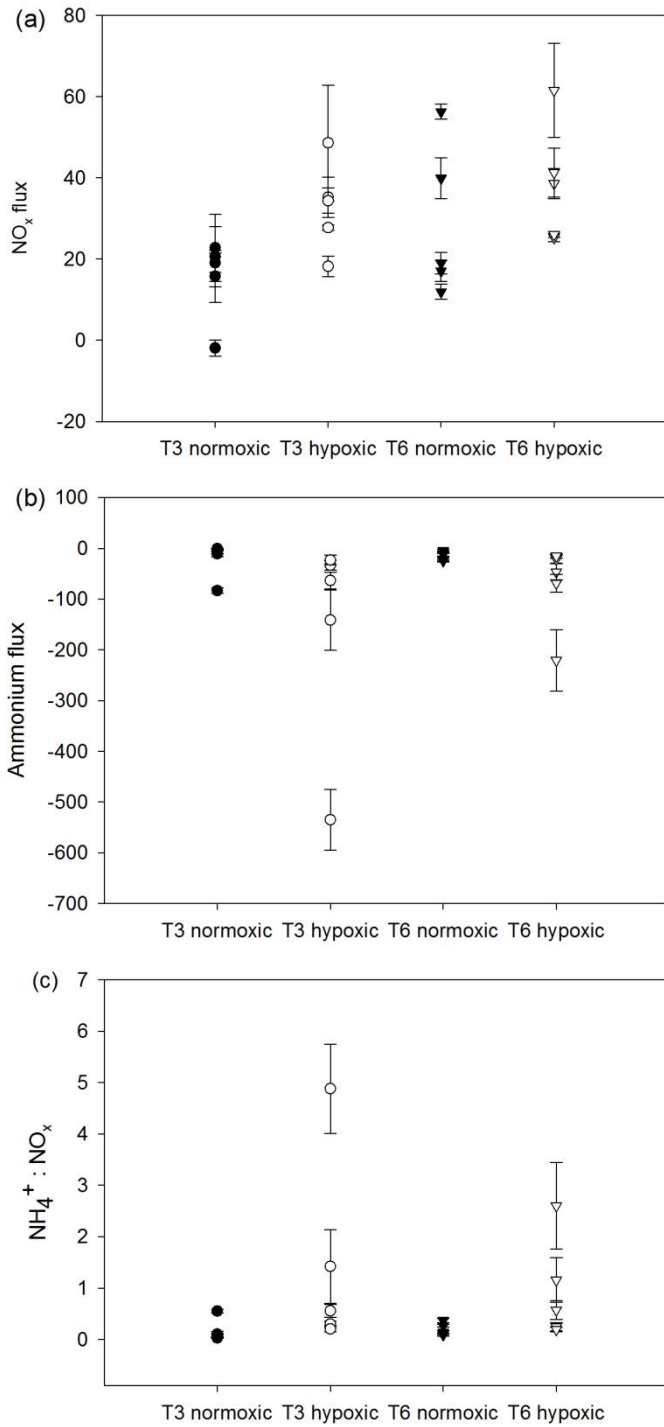 (a)
80
60
40
20
0
-20
NOx flux
T3 normoxic T3 hypoxic T6 normoxic T6 hypoxic
(b)
100
0
-100
-200
-300
-400
-500
-600
-700
Ammonium flux
T3 normoxic T3 hypoxic T6 normoxic T6 hypoxic
(c)
7
6
5
4
3
2
1
0
NH4+ : NOx
T3 normoxic T3 hypoxic T6 normoxic T6 hypoxic